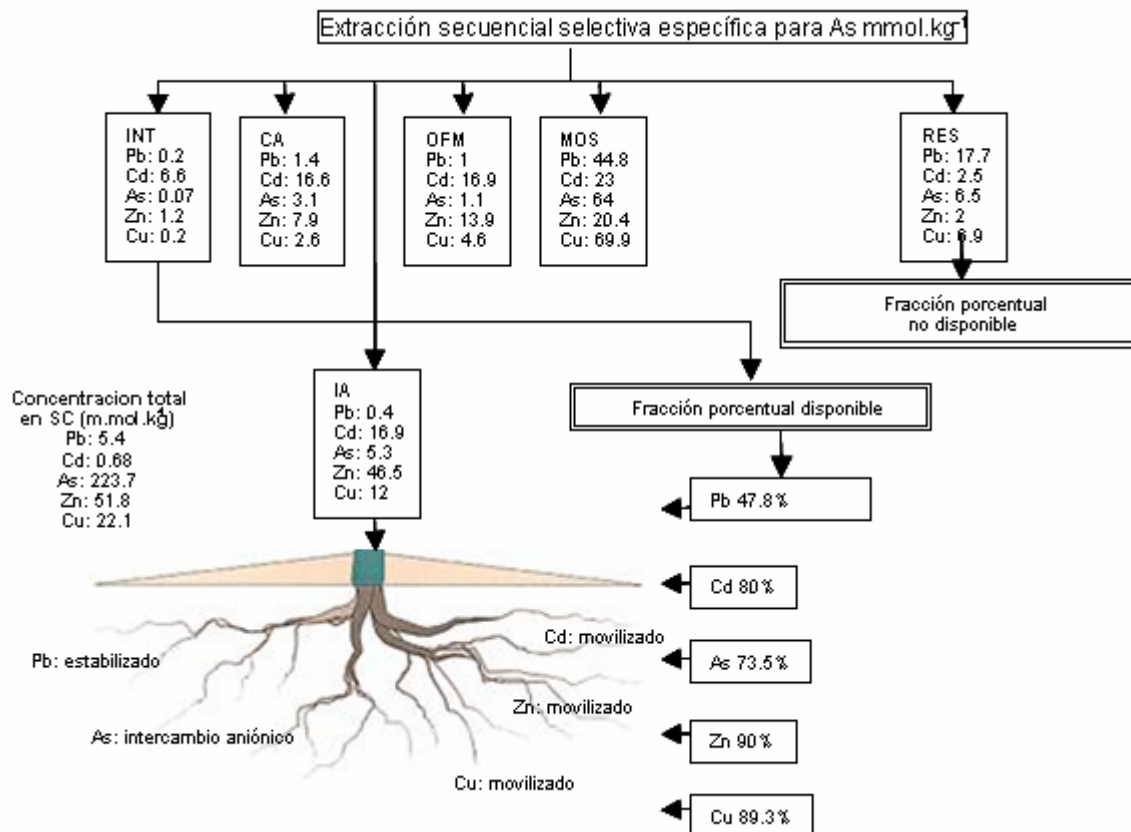 Extracción secuencial selectiva específica para As mmol.kg⁻¹
INT
Pb: 0.2
Cd: 6.6
As: 0.07
Zn: 1.2
Cu: 0.2
CA
Pb: 1.4
Cd: 16.6
As: 3.1
Zn: 7.9
Cu: 2.6
OFM
Pb: 1
Cd: 16.9
As: 1.1
Zn: 13.9
Cu: 4.6
MOS
Pb: 44.8
Cd: 23
As: 64
Zn: 20.4
Cu: 69.9
RES
Pb: 17.7
Cd: 2.5
As: 6.5
Zn: 2
Cu: 6.9
Fracción porcentual
no disponible
IA
Pb: 0.4
Cd: 16.9
As: 5.3
Zn: 46.5
Cu: 12
Fracción porcentual disponible
Concentracion total
en SC (m.mol.kg⁻¹)
Pb: 5.4
Cd: 0.68
As: 223.7
Zn: 51.8
Cu: 22.1
Pb 47.8%
Cd 80%
As 73.5%
Zn 90%
Cu 89.3%
Cd: movilizado
Pb: estabilizado
Zn: movilizado
As: intercambio aniónico
Cu: movilizado